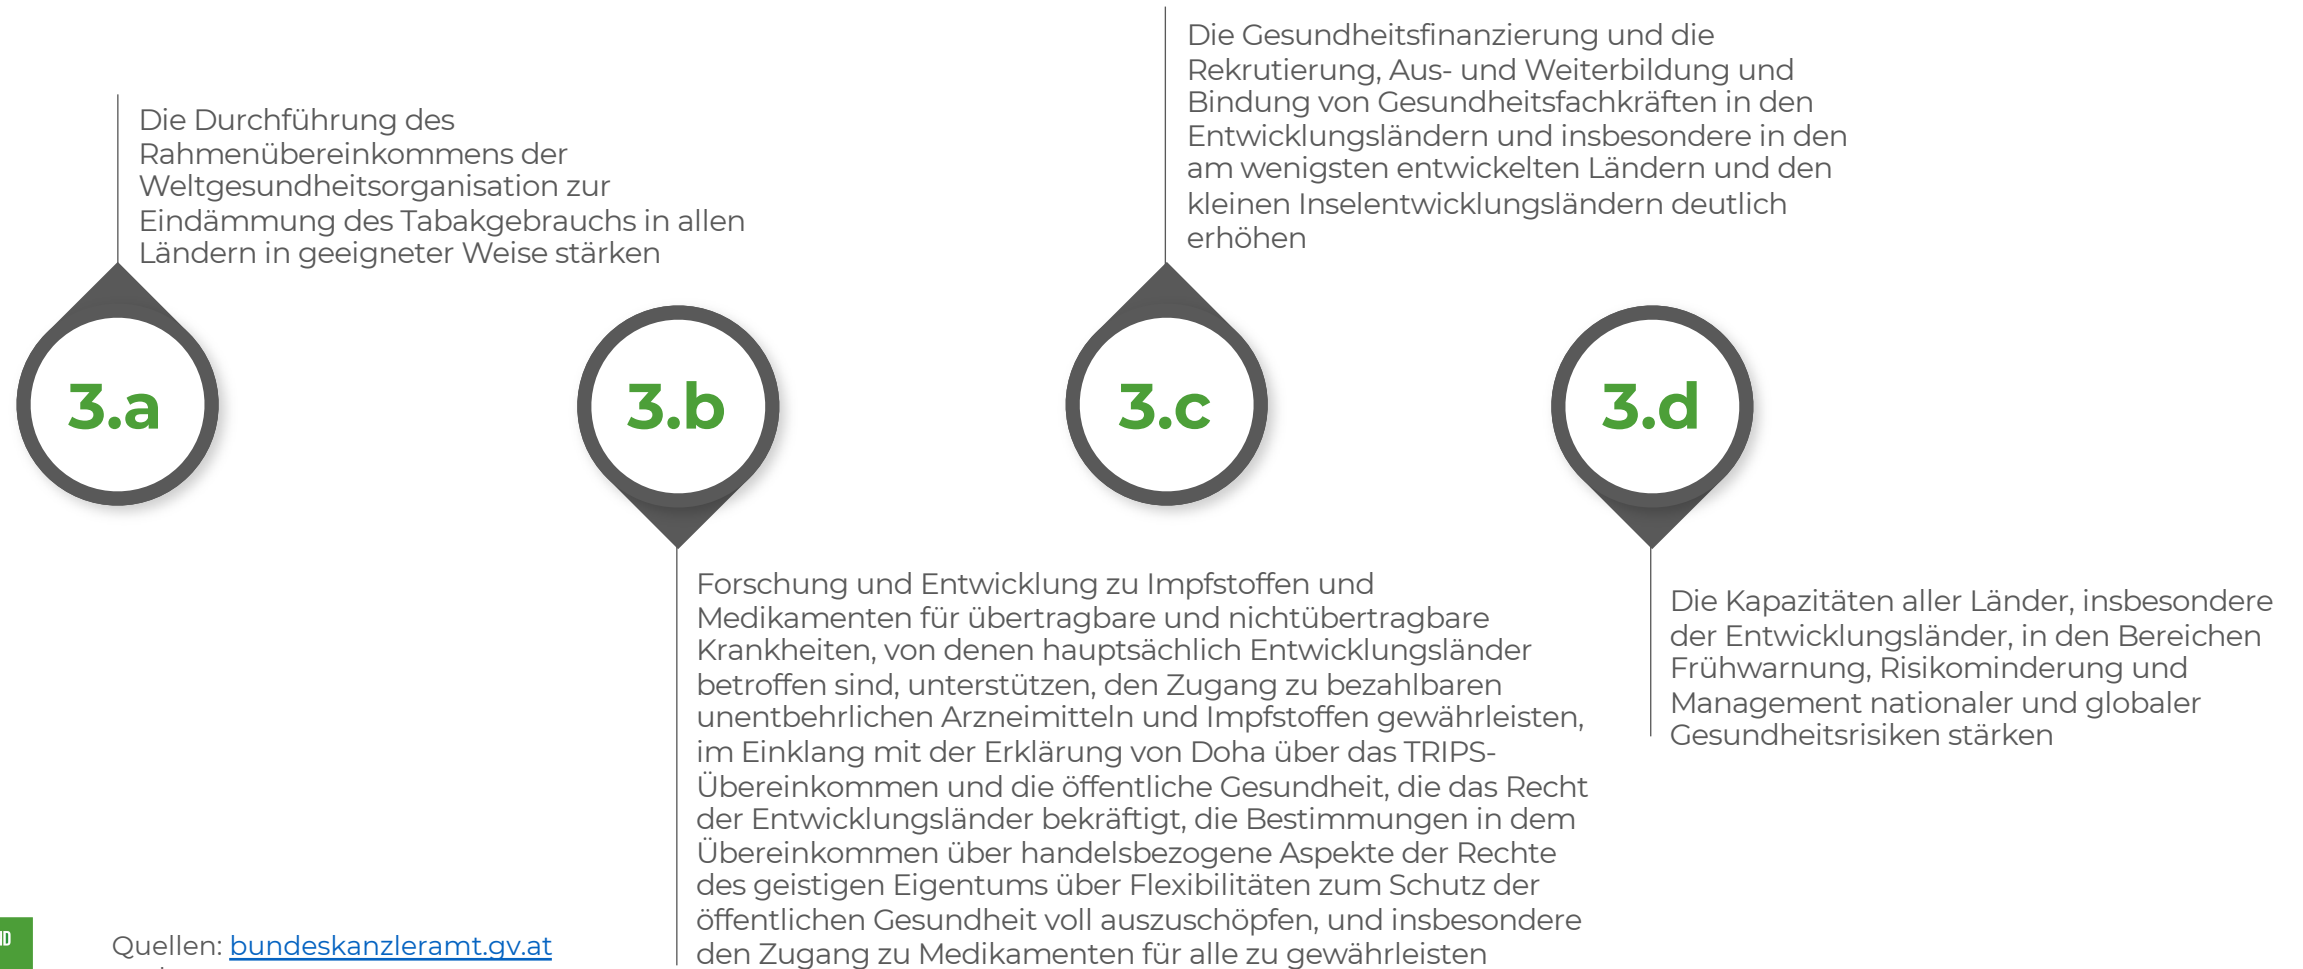 Die Durchführung des
Rahmenübereinkommens der
Weltgesundheitsorganisation zur
Eindämmung des Tabakgebrauchs in allen
Ländern in geeigneter Weise stärken
3.a
3.b
Forschung und Entwicklung zu Impfstoffen und
Medikamenten für übertragbare und nichtübertragbare
Krankheiten, von denen hauptsächlich Entwicklungsländer
betroffen sind, unterstützen, den Zugang zu bezahlbaren
unentbehrlichen Arzneimitteln und Impfstoffen gewährleisten,
im Einklang mit der Erklärung von Doha über das TRIPS-
Übereinkommen und die öffentliche Gesundheit, die das Recht
der Entwicklungsländer bekräftigt, die Bestimmungen in dem
Übereinkommen über handelsbezogene Aspekte der Rechte
des geistigen Eigentums über Flexibilitäten zum Schutz der
öffentlichen Gesundheit voll auszuschöpfen, und insbesondere
den Zugang zu Medikamenten für alle zu gewährleisten
Die Gesundheitsfinanzierung und die
Rekrutierung, Aus- und Weiterbildung und
Bindung von Gesundheitsfachkräften in den
Entwicklungsländern und insbesondere in den
am wenigsten entwickelten Ländern und den
kleinen Inselentwicklungsländern deutlich
erhöhen
3.c
3.d
Die Kapazitäten aller Länder, insbesondere
der Entwicklungsländer, in den Bereichen
Frühwarnung, Risikominderung und
Management nationaler und globaler
Gesundheitsrisiken stärken
Quellen: bundeskanzleramt.gv.at